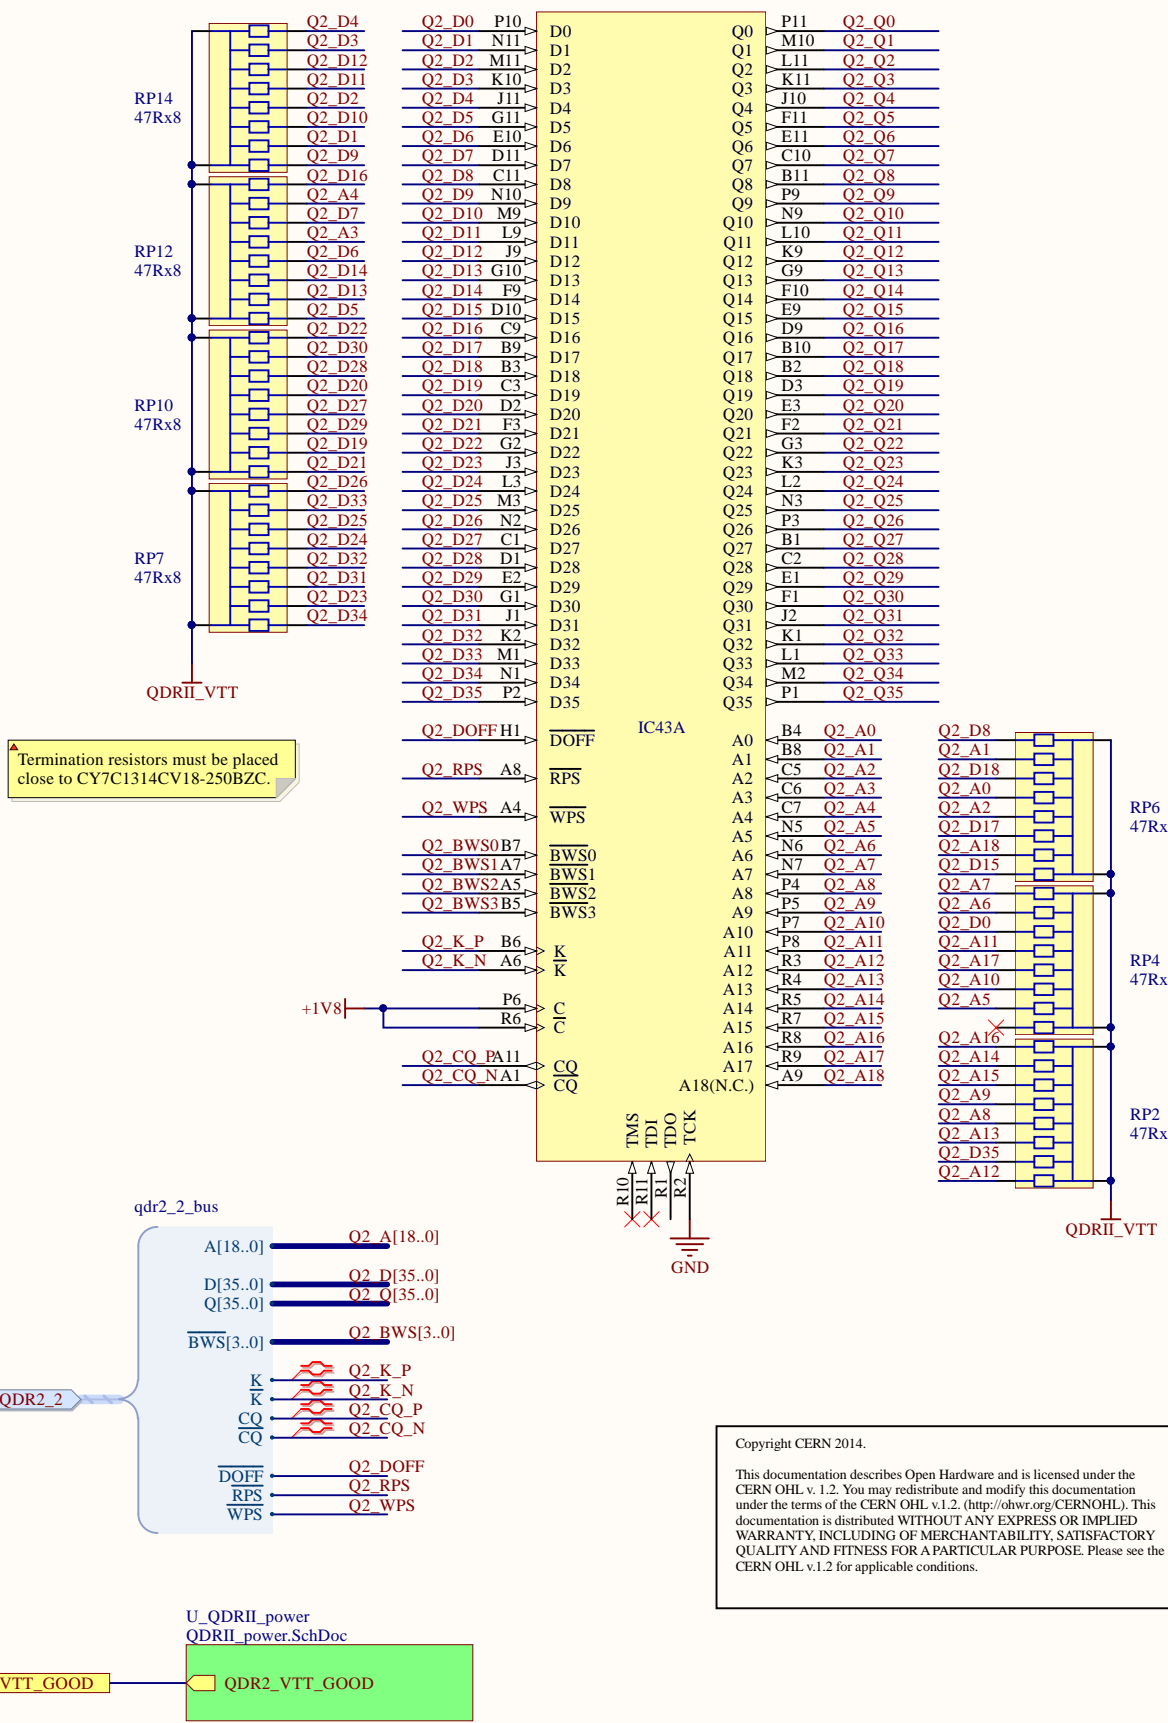 Q2_D4
Q2_D3
Q2_D12
Q2_D11
Q2_D2
Q2_D10
Q2_D1
Q2_D9
RP14
47Rx8
Q2_D16
Q2_A4
Q2_D7
Q2_A3
Q2_D6
Q2_D14
Q2_D13
Q2_D5
RP12
47Rx8
Q2_D22
Q2_D30
Q2_D28
Q2_D20
Q2_D27
Q2_D29
Q2_D19
Q2_D21
RP10
47Rx8
Q2_D26
Q2_D33
Q2_D25
Q2_D24
Q2_D32
Q2_D31
Q2_D23
Q2_D34
RP7
47Rx8
QDRII_VTT
Termination resistors must be placed
close to CY7C1314CV18-250BZC.
Q2_D0 P10 D0
Q2_D1 N11 D1
Q2_D2 M11 D2
Q2_D3 K10 D3
Q2_D4 J11 D4
Q2_D5 G11 D5
Q2_D6 E10 D6
Q2_D7 D11 D7
Q2_D8 C11 D8
Q2_D9 N10 D9
Q2_D10 M9 D10
Q2_D11 L9 D11
Q2_D12 J9 D12
Q2_D13 G10 D13
Q2_D14 F9 D14
Q2_D15 D10 D15
Q2_D16 C9 D16
Q2_D17 B9 D17
Q2_D18 B3 D18
Q2_D19 C3 D19
Q2_D20 D2 D20
Q2_D21 F3 D21
Q2_D22 G2 D22
Q2_D23 J3 D23
Q2_D24 L3 D24
Q2_D25 M3 D25
Q2_D26 N2 D26
Q2_D27 C1 D27
Q2_D28 D1 D28
Q2_D29 E2 D29
Q2_D30 G1 D30
Q2_D31 J1 D31
Q2_D32 K2 D32
Q2_D33 M1 D33
Q2_D34 N1 D34
Q2_D35 P2 D35
Q2_DOFF H1 DOFF
Q2_RPS A8 RPS
Q2_WPS A4 WPS
Q2_BWS0 B7 BWS0
Q2_BWS1 A7 BWS1
Q2_BWS2 A5 BWS2
Q2_BWS3 B5 BWS3
Q2_K_P B6 K
Q2_K_N A6 K
+1V8 P6 C
R6 C
Q2_CQ_P A11 CQ
Q2_CQ_N A1 CQ
IC43A
Q0 P11 Q2_Q0
Q1 M10 Q2_Q1
Q2 L11 Q2_Q2
Q3 K11 Q2_Q3
Q4 J10 Q2_Q4
Q5 F11 Q2_Q5
Q6 E11 Q2_Q6
Q7 C10 Q2_Q7
Q8 B11 Q2_Q8
Q9 P9 Q2_Q9
Q10 N9 Q2_Q10
Q11 L10 Q2_Q11
Q12 K9 Q2_Q12
Q13 G9 Q2_Q13
Q14 F10 Q2_Q14
Q15 E9 Q2_Q15
Q16 D9 Q2_Q16
Q17 B10 Q2_Q17
Q18 B2 Q2_Q18
Q19 D3 Q2_Q19
Q20 E3 Q2_Q20
Q21 F2 Q2_Q21
Q22 G3 Q2_Q22
Q23 K3 Q2_Q23
Q24 L2 Q2_Q24
Q25 N3 Q2_Q25
Q26 P3 Q2_Q26
Q27 B1 Q2_Q27
Q28 C2 Q2_Q28
Q29 E1 Q2_Q29
Q30 F1 Q2_Q30
Q31 J2 Q2_Q31
Q32 K1 Q2_Q32
Q33 L1 Q2_Q33
Q34 M2 Q2_Q34
Q35 P1 Q2_Q35
A0 B4 Q2_A0
A1 B8 Q2_A1
A2 C5 Q2_A2
A3 C6 Q2_A3
A4 C7 Q2_A4
A5 N5 Q2_A5
A6 N6 Q2_A6
A7 N7 Q2_A7
A8 P4 Q2_A8
A9 P5 Q2_A9
A10 P7 Q2_A10
A11 P8 Q2_A11
A12 R3 Q2_A12
A13 R4 Q2_A13
A14 R5 Q2_A14
A15 R7 Q2_A15
A16 R8 Q2_A16
A17 R9 Q2_A17
A18(N.C.) A9 Q2_A18
TMS R10
TDI R11
TDO R1
TCK R2
GND
Q2_D8
Q2_A1
Q2_D18
Q2_A0
Q2_A2
Q2_D17
Q2_A18
Q2_D15
RP6
47Rx
Q2_A7
Q2_A6
Q2_D0
Q2_A11
Q2_A17
Q2_A10
Q2_A5
RP4
47Rx
Q2_A16
Q2_A14
Q2_A15
Q2_A9
Q2_A8
Q2_A13
Q2_D35
Q2_A12
RP2
47Rx
QDRII_VTT
qdr2_2_bus
A[18..0] Q2_A[18..0]
D[35..0] Q2_D[35..0]
Q[35..0] Q2_Q[35..0]
BWS[3..0] Q2_BWS[3..0]
K Q2_K_P
K Q2_K_N
CQ Q2_CQ_P
CQ Q2_CQ_N
DOFF Q2_DOFF
RPS Q2_RPS
WPS Q2_WPS
QDR2_2
Copyright CERN 2014.
This documentation describes Open Hardware and is licensed under the
CERN OHL v. 1.2. You may redistribute and modify this documentation
under the terms of the CERN OHL v.1.2. (http://ohwr.org/CERNOHL). This
documentation is distributed WITHOUT ANY EXPRESS OR IMPLIED
WARRANTY, INCLUDING OF MERCHANTABILITY, SATISFACTORY
QUALITY AND FITNESS FOR A PARTICULAR PURPOSE. Please see the
CERN OHL v.1.2 for applicable conditions.
U_QDRII_power
QDRII_power.SchDoc
VTT_GOOD
QDR2_VTT_GOOD